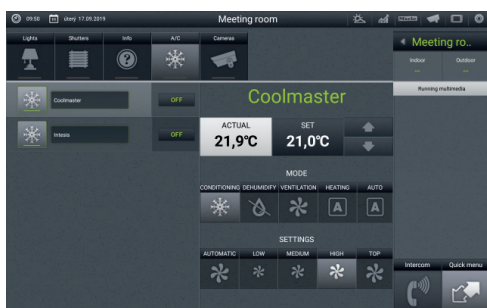 09:50 úterý 17.09.2019 Meeting room
Lights Shutters Info A/C Cameras
Meeting ro..
Indoor Outdoor
-- --
Running multimedia
Coolmaster OFF
Intesis OFF
Coolmaster
ACTUAL SET
21,9°C 21,0°C
MODE
CONDITIONING DEHUMIDIFY VENTILATION HEATING AUTO
A A
SETTINGS
AUTOMATIC LOW MEDIUM HIGH TOP
Intercom Quick menu